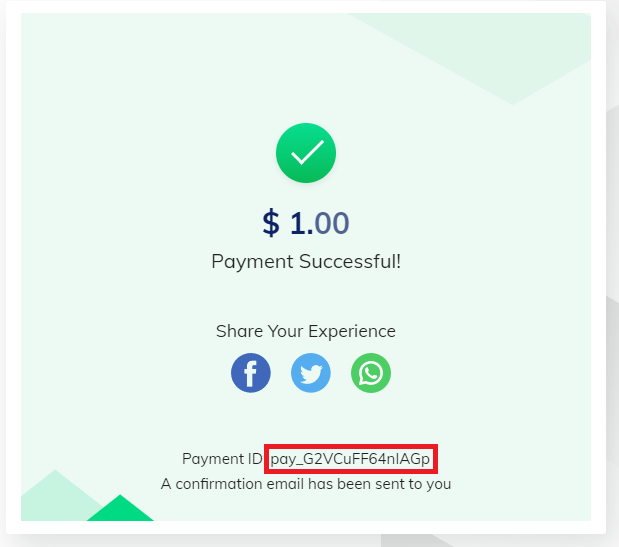 $ 1.00
Payment Successful!
Share Your Experience
Payment ID pay_G2VCuFF64nIAGp
A confirmation email has been sent to you